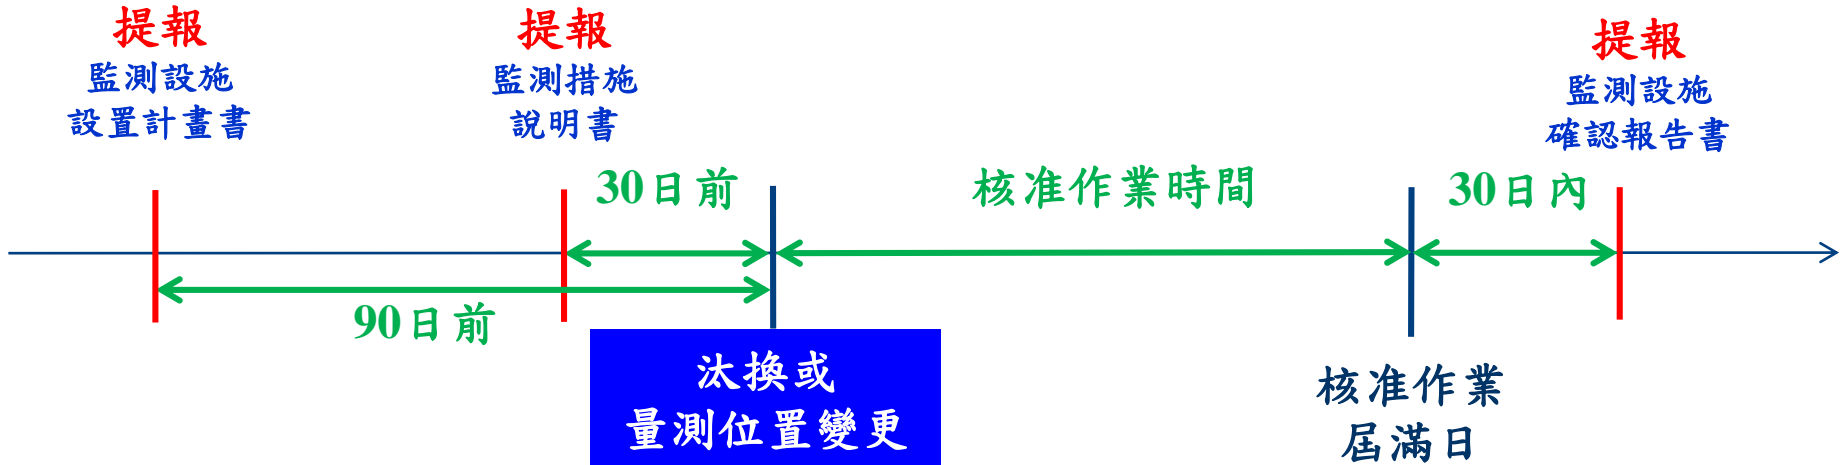 提報
監測設施
設置計畫書
提報
監測措施
說明書
提報
監測設施
確認報告書
30日前
核准作業時間
30日內
90日前
汰換或
量測位置變更
核准作業
屆滿日